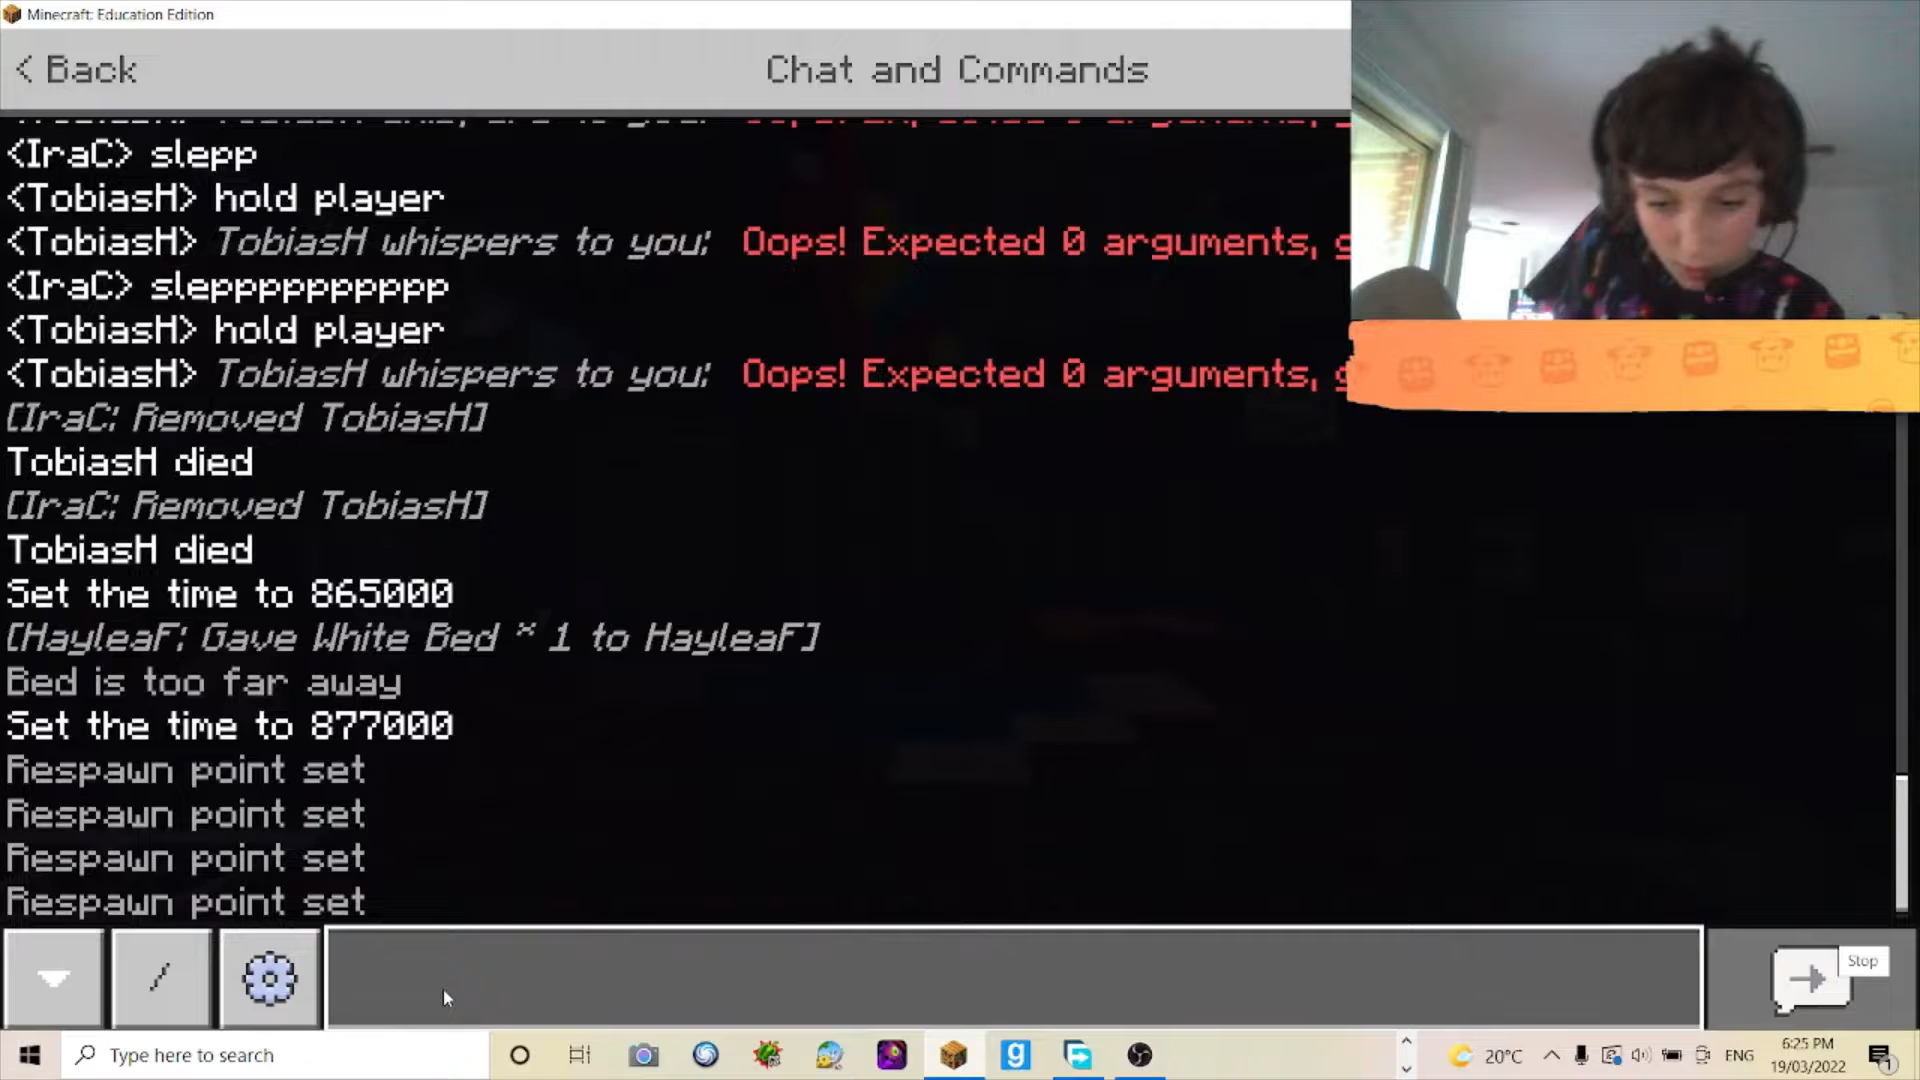 Minecraft: Education Edition
< Back
Chat and Commands
<IraC> slepp
<TobiasH> hold player
<TobiasH> TobiasH whispers to you: Oops! Expected 0 arguments, g
<IraC> sleppppppppppp
<TobiasH> hold player
<TobiasH> TobiasH whispers to you: Oops! Expected 0 arguments, g
[IraC: Removed TobiasH]
TobiasH died
[IraC: Removed TobiasH]
TobiasH died
Set the time to 865000
[HayleaF: Gave White Bed * 1 to HayleaF]
Bed is too far away
Set the time to 877000
Respawn point set
Respawn point set
Respawn point set
Respawn point set
/
Stop
Type here to search
20°C
ENG
6:25 PM
19/03/2022
1